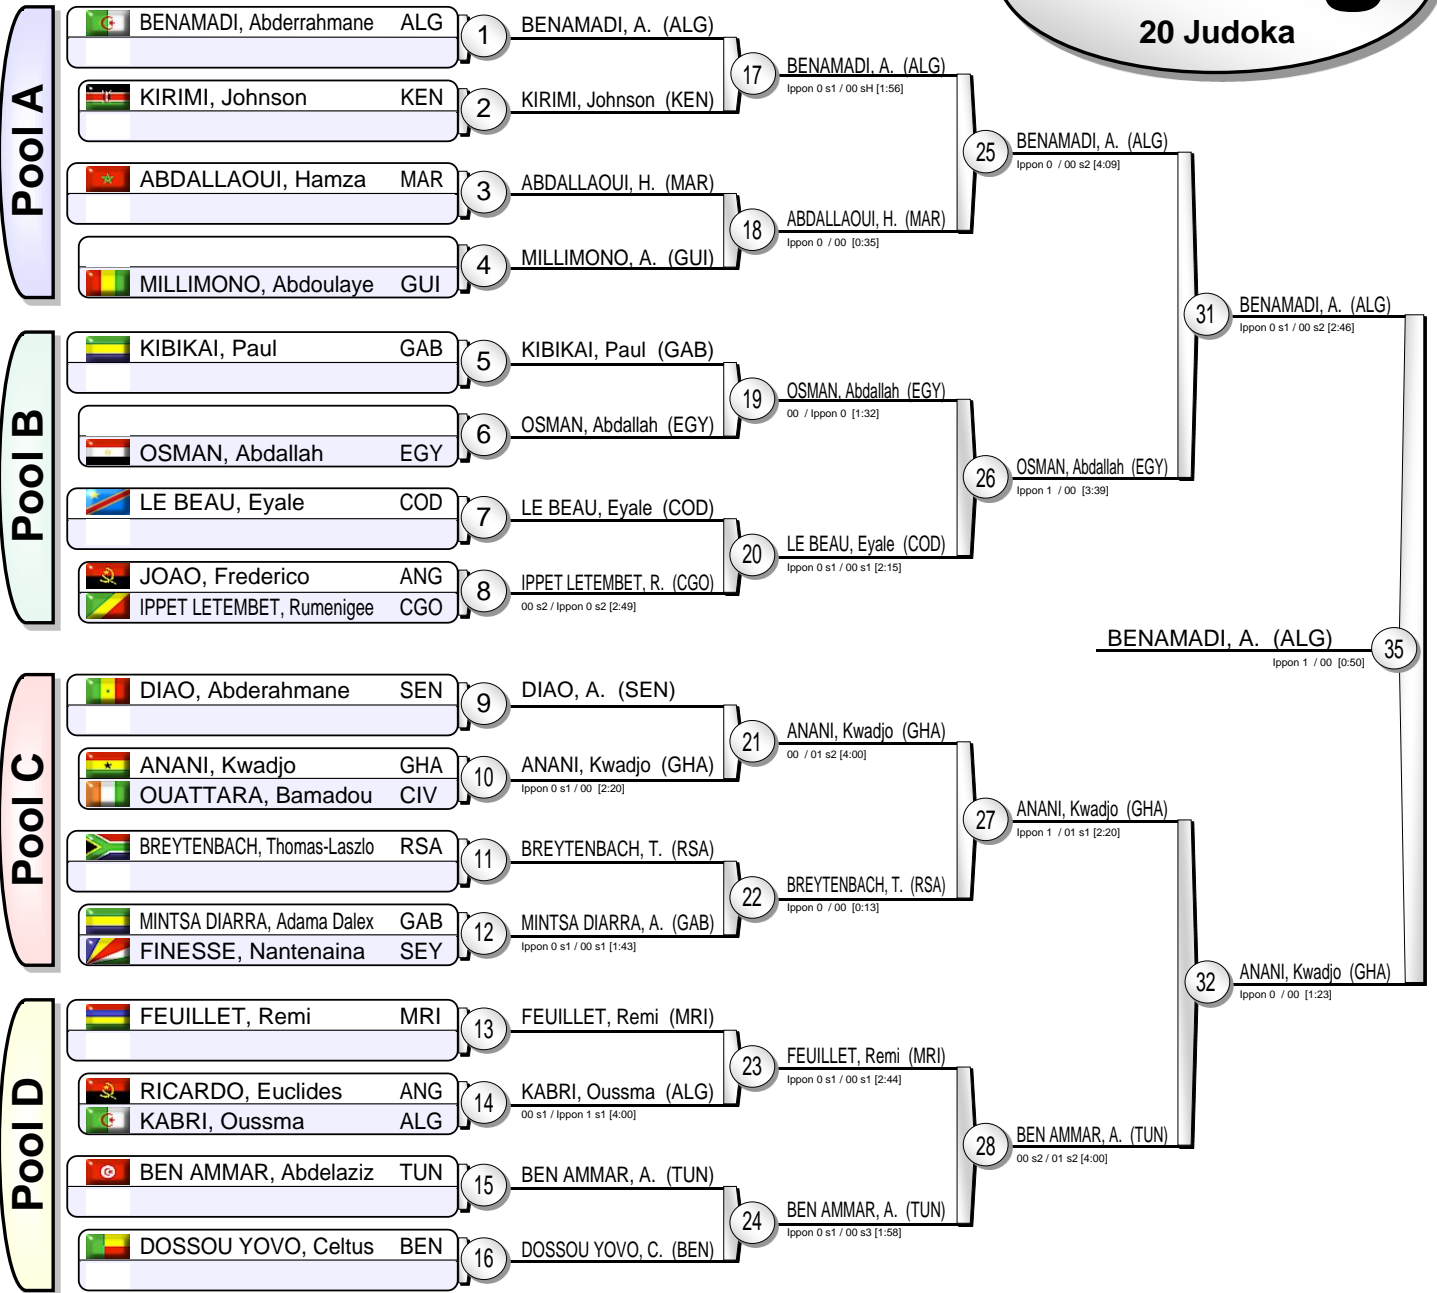 20 Judoka
Pool A
BENAMADI, Abderrahmane ALG
1
BENAMADI, A. (ALG)
KIRIMI, Johnson KEN
2
KIRIMI, Johnson (KEN)
17
BENAMADI, A. (ALG)
Ippon 0 s1 / 00 sH [1:56]
ABDALLAOUI, Hamza MAR
3
ABDALLAOUI, H. (MAR)
MILLIMONO, Abdoulaye GUI
4
MILLIMONO, A. (GUI)
18
ABDALLAOUI, H. (MAR)
Ippon 0 / 00 [0:35]
25
BENAMADI, A. (ALG)
Ippon 0 / 00 s2 [4:09]
Pool B
KIBIKAI, Paul GAB
5
KIBIKAI, Paul (GAB)
OSMAN, Abdallah EGY
6
OSMAN, Abdallah (EGY)
19
OSMAN, Abdallah (EGY)
00 / Ippon 0 [1:32]
LE BEAU, Eyale COD
7
LE BEAU, Eyale (COD)
JOAO, Frederico ANG
IPPET LETEMBET, Rumenigee CGO
8
IPPET LETEMBET, R. (CGO)
00 s2 / Ippon 0 s2 [2:49]
20
LE BEAU, Eyale (COD)
Ippon 0 s1 / 00 s1 [2:15]
26
OSMAN, Abdallah (EGY)
Ippon 1 / 00 [3:39]
31
BENAMADI, A. (ALG)
Ippon 0 s1 / 00 s2 [2:46]
BENAMADI, A. (ALG)
Ippon 1 / 00 [0:50]
35
Pool C
DIAO, Abderahmane SEN
9
DIAO, A. (SEN)
ANANI, Kwadjo GHA
OUATTARA, Bamadou CIV
10
ANANI, Kwadjo (GHA)
Ippon 0 s1 / 00 [2:20]
21
ANANI, Kwadjo (GHA)
00 / 01 s2 [4:00]
BREYTENBACH, Thomas-Laszlo RSA
11
BREYTENBACH, T. (RSA)
MINTSA DIARRA, Adama Dalex GAB
FINESSE, Nantenaina SEY
12
MINTSA DIARRA, A. (GAB)
Ippon 0 s1 / 00 s1 [1:43]
22
BREYTENBACH, T. (RSA)
Ippon 0 / 00 [0:13]
27
ANANI, Kwadjo (GHA)
Ippon 1 / 01 s1 [2:20]
Pool D
FEUILLET, Remi MRI
13
FEUILLET, Remi (MRI)
RICARDO, Euclides ANG
KABRI, Oussma ALG
14
KABRI, Oussma (ALG)
00 s1 / Ippon 1 s1 [4:00]
23
FEUILLET, Remi (MRI)
Ippon 0 s1 / 00 s1 [2:44]
BEN AMMAR, Abdelaziz TUN
15
BEN AMMAR, A. (TUN)
DOSSOU YOVO, Celtus BEN
16
DOSSOU YOVO, C. (BEN)
24
BEN AMMAR, A. (TUN)
Ippon 0 s1 / 00 s3 [1:58]
28
BEN AMMAR, A. (TUN)
00 s2 / 01 s2 [4:00]
32
ANANI, Kwadjo (GHA)
Ippon 0 / 00 [1:23]